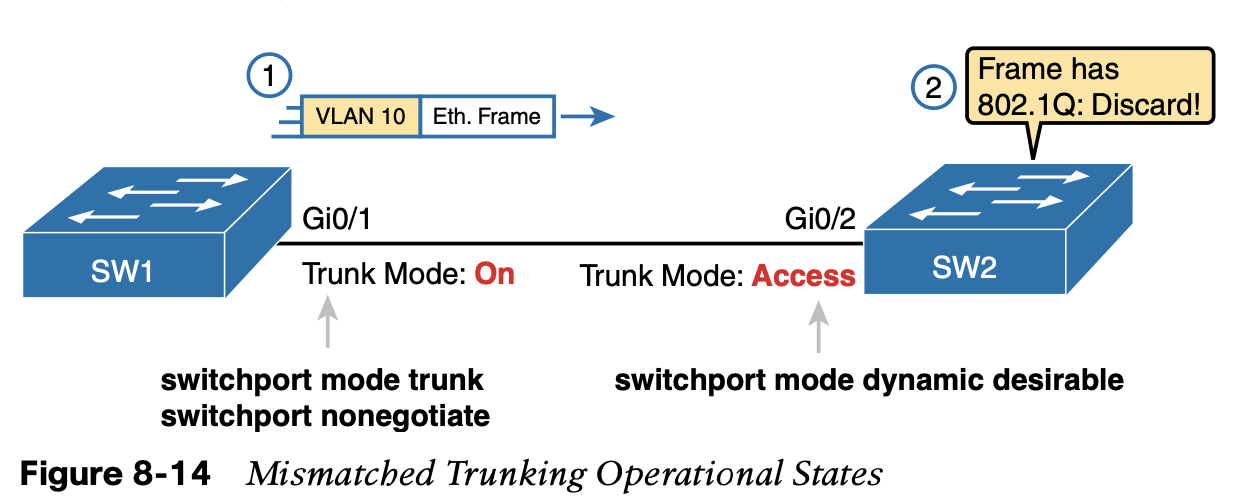 1
VLAN 10 Eth. Frame
2
Frame has
802.1Q: Discard!
SW1
Gi0/1
Gi0/2
SW2
Trunk Mode: On
Trunk Mode: Access
switchport mode trunk
switchport nonegotiate
switchport mode dynamic desirable
Figure 8-14 Mismatched Trunking Operational States